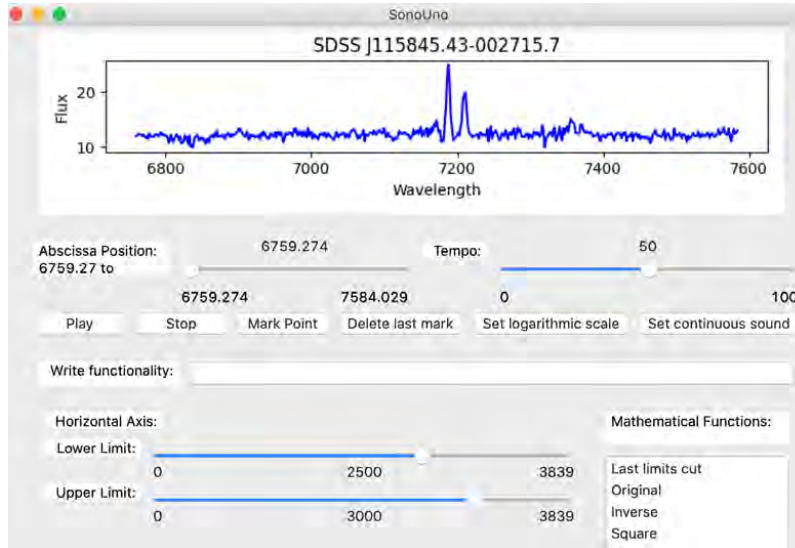 SonoUno
SDSS J115845.43-002715.7
Flux
20
10
6800 7000 7200 7400 7600
Wavelength
Abscissa Position: 6759.274 Tempo: 50
6759.27 to
6759.274 7584.029 0 100
Play Stop Mark Point Delete last mark Set logarithmic scale Set continuous sound
Write functionality:
Horizontal Axis: Mathematical Functions:
Lower Limit:
0 2500 3839
Upper Limit:
0 3000 3839
Last limits cut
Original
Inverse
Square